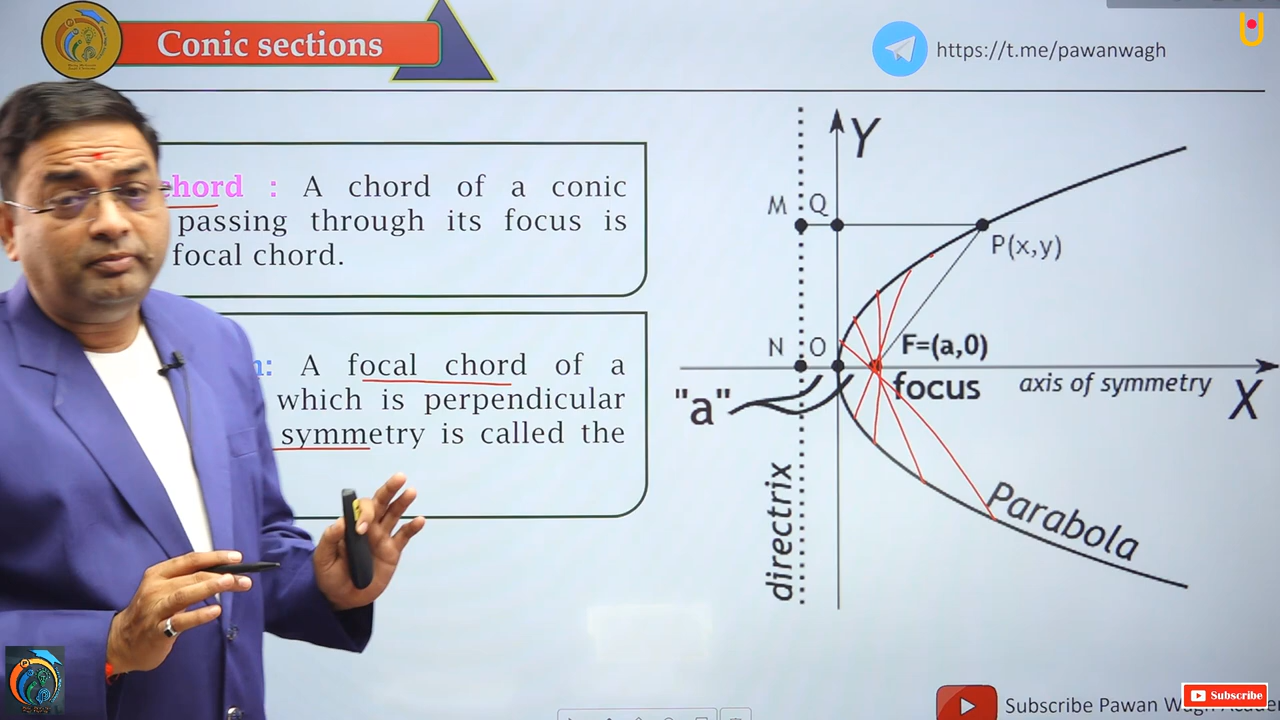 Conic sections
https://t.me/pawanwagh
chord : A chord of a conic
passing through its focus is
focal chord.
: A focal chord of a
which is perpendicular
symmetry is called the
Y
M Q
P(x,y)
N O F=(a,0)
focus axis of symmetry X
"a"
directrix
Parabola
Subscribe
Subscribe Pawan Wagh